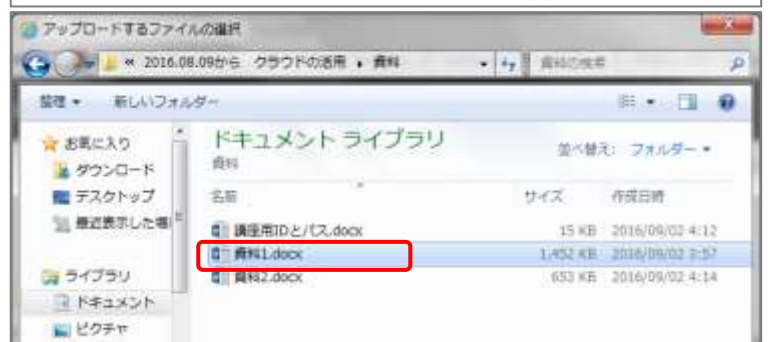 アップロードするファイルの選択
« 2016.08.09から クラウドの活用 ▸ 資料
資料の検索
整理 ▾ 新しいフォルダー
お気に入り
ダウンロード
デスクトップ
最近表示した場
ライブラリ
ドキュメント
ピクチャ
ドキュメント ライブラリ
資料
並べ替え: フォルダー ▾
名前 サイズ 作成日時
講座用IDとパス.docx 15 KB 2016/09/02 4:12
資料1.docx 1,452 KB 2016/09/02 3:57
資料2.docx 653 KB 2016/09/02 4:14